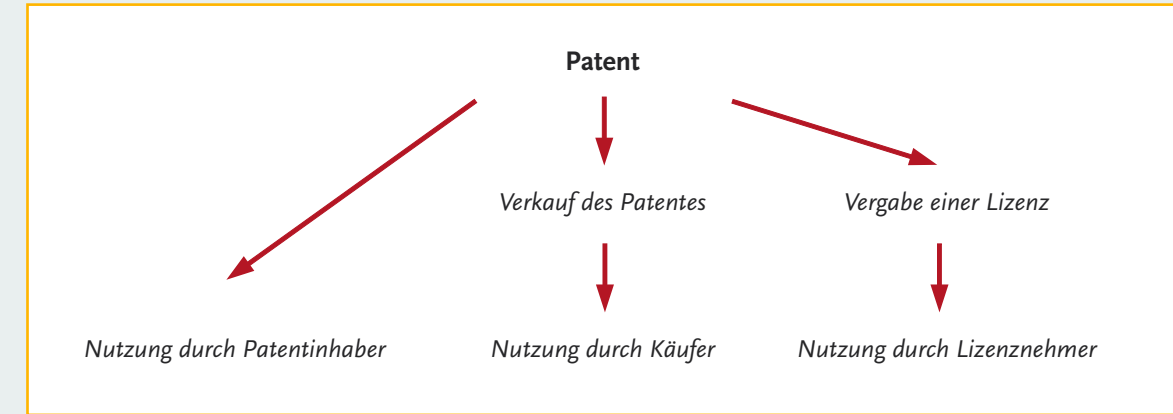 Patent
Verkauf des Patentes
Vergabe einer Lizenz
Nutzung durch Patentinhaber
Nutzung durch Käufer
Nutzung durch Lizenznehmer